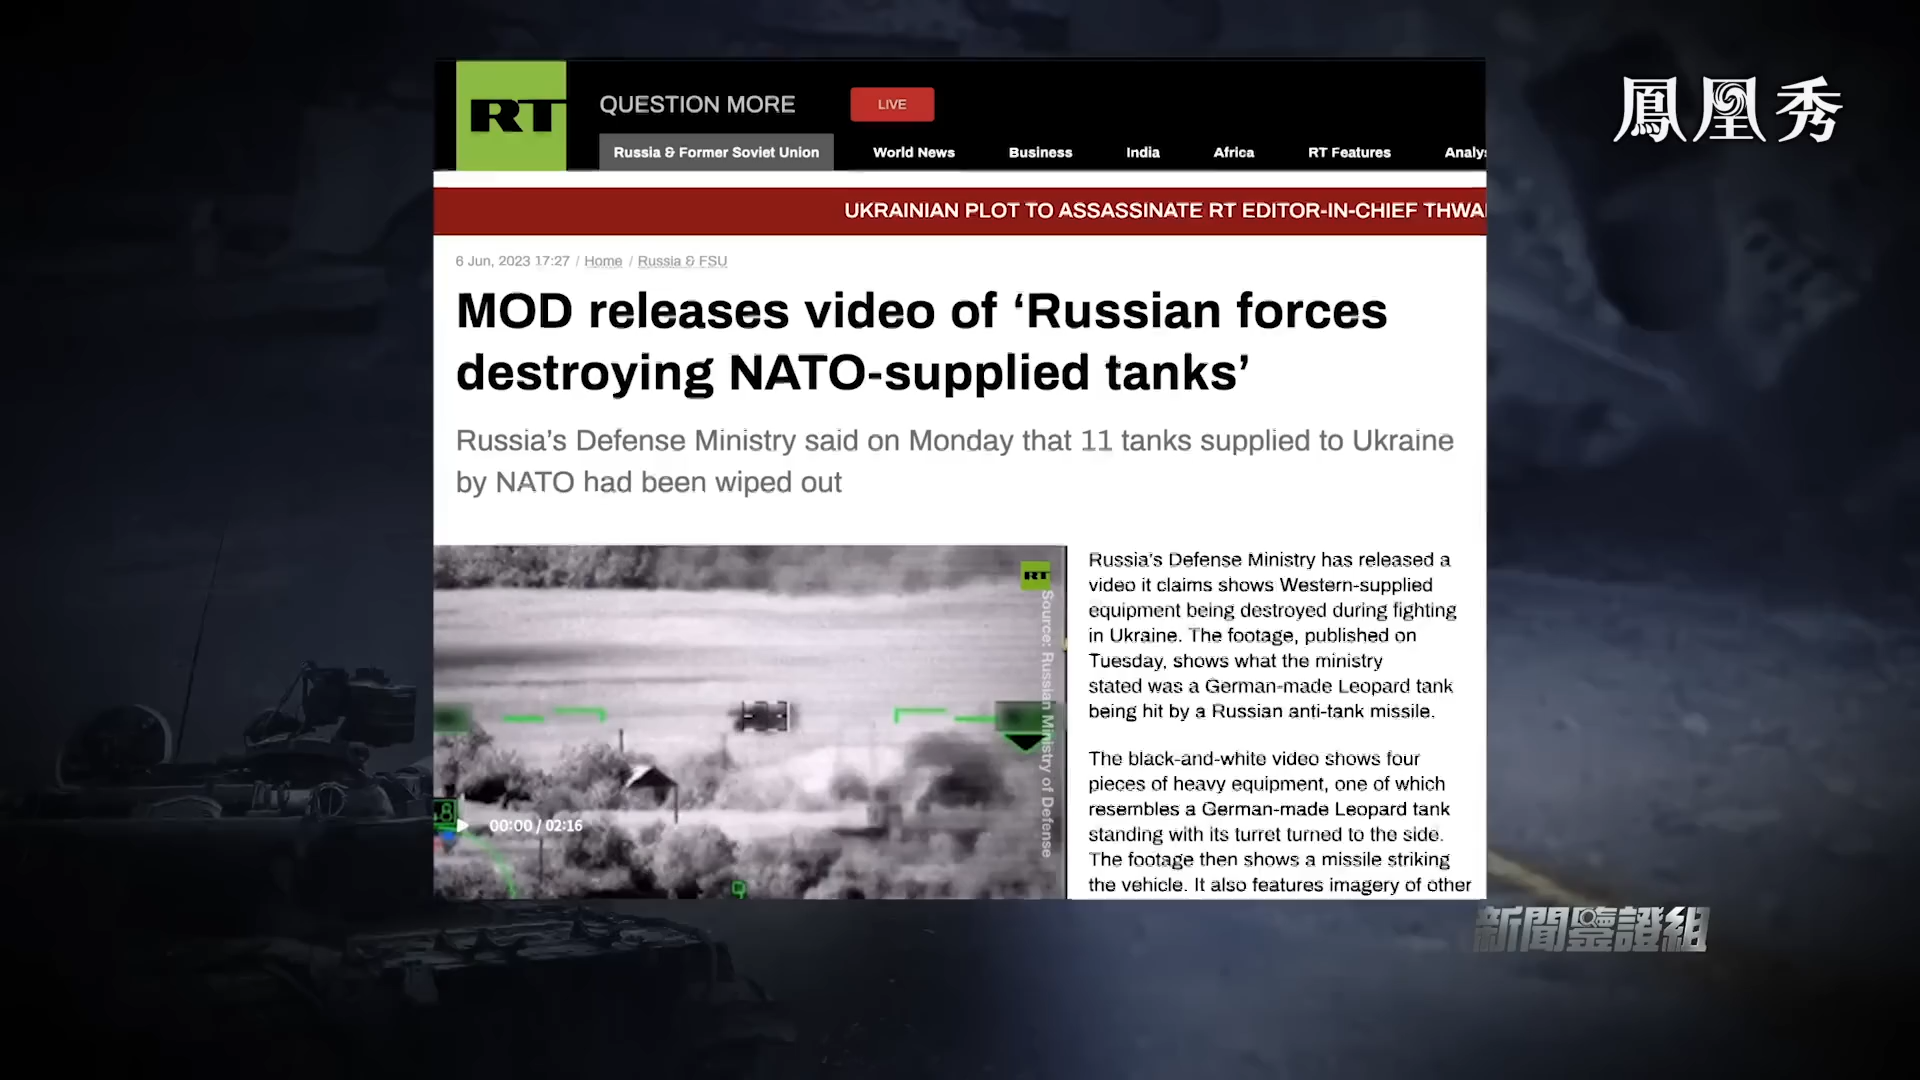 鳳凰秀
RT
QUESTION MORE
LIVE
Russia & Former Soviet Union
World News
Business
India
Africa
RT Features
Analys
UKRAINIAN PLOT TO ASSASSINATE RT EDITOR-IN-CHIEF THWA
6 Jun, 2023 17:27 / Home / Russia & FSU
MOD releases video of ‘Russian forces
destroying NATO-supplied tanks’
Russia’s Defense Ministry said on Monday that 11 tanks supplied to Ukraine
by NATO had been wiped out
RT
Source: Russian Ministry of Defense
8
00:00 / 02:16
Russia’s Defense Ministry has released a
video it claims shows Western-supplied
equipment being destroyed during fighting
in Ukraine. The footage, published on
Tuesday, shows what the ministry
stated was a German-made Leopard tank
being hit by a Russian anti-tank missile.
The black-and-white video shows four
pieces of heavy equipment, one of which
resembles a German-made Leopard tank
standing with its turret turned to the side.
The footage then shows a missile striking
the vehicle. It also features imagery of other
新聞鑒證組